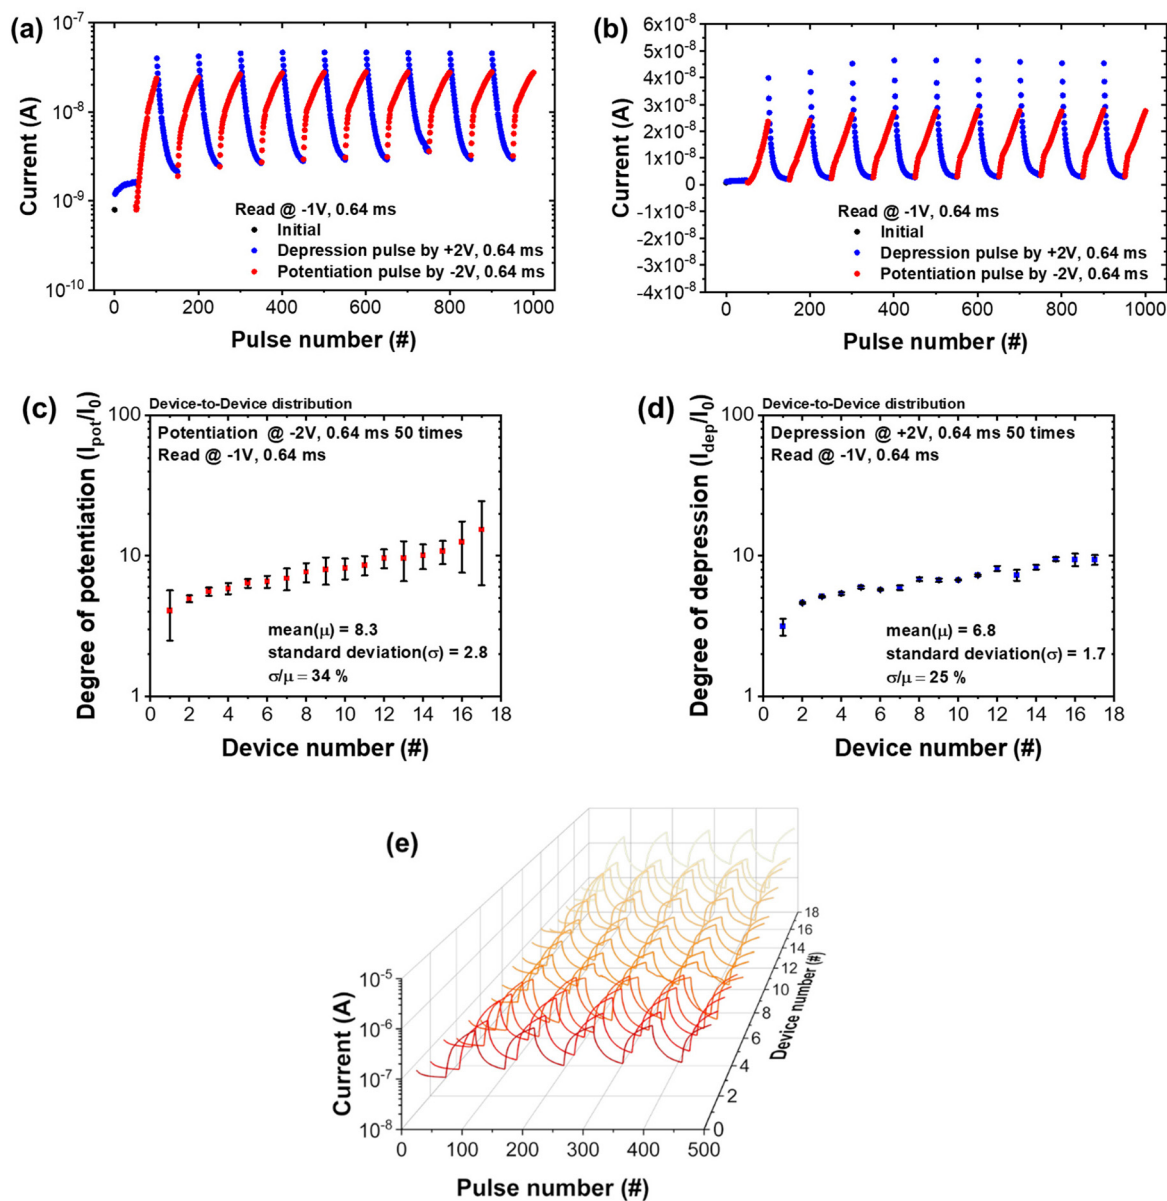 (a)
10⁻⁷
10⁻⁸
10⁻⁹
10⁻¹⁰
Current (A)
Read @ -1V, 0.64 ms
Initial
Depression pulse by +2V, 0.64 ms
Potentiation pulse by -2V, 0.64 ms
0 200 400 600 800 1000
Pulse number (#)
(b)
6x10⁻⁸
5x10⁻⁸
4x10⁻⁸
3x10⁻⁸
2x10⁻⁸
1x10⁻⁸
0
-1x10⁻⁸
-2x10⁻⁸
-3x10⁻⁸
-4x10⁻⁸
Current (A)
Read @ -1V, 0.64 ms
Initial
Depression pulse by +2V, 0.64 ms
Potentiation pulse by -2V, 0.64 ms
0 200 400 600 800 1000
Pulse number (#)
(c)
Device-to-Device distribution
Potentiation @ -2V, 0.64 ms 50 times
Read @ -1V, 0.64 ms
100
10
1
Degree of potentiation (I_pot/I_0)
mean(μ) = 8.3
standard deviation(σ) = 2.8
σ/μ = 34 %
0 2 4 6 8 10 12 14 16 18
Device number (#)
(d)
Device-to-Device distribution
Depression @ +2V, 0.64 ms 50 times
Read @ -1V, 0.64 ms
100
10
1
Degree of depression (I_dep/I_0)
mean(μ) = 6.8
standard deviation(σ) = 1.7
σ/μ = 25 %
0 2 4 6 8 10 12 14 16 18
Device number (#)
(e)
10⁻⁵
10⁻⁶
10⁻⁷
10⁻⁸
Current (A)
0 100 200 300 400 500
Pulse number (#)
18
16
14
12
10
8
6
4
2
0
Device number (#)